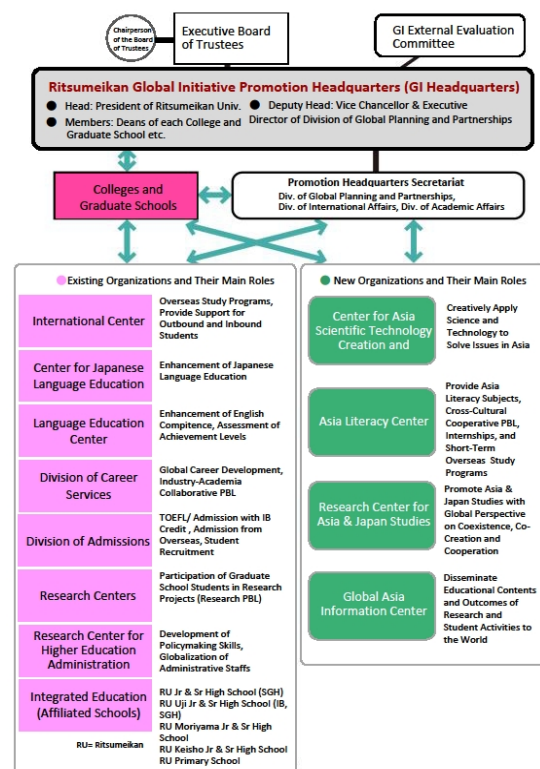 Chairperson
of the Board
of Trustees
Executive Board
of Trustees
GI External Evaluation
Committee
Ritsumeikan Global Initiative Promotion Headquarters (GI Headquarters)
● Head: President of Ritsumeikan Univ.
● Members: Deans of each College and
Graduate School etc.
● Deputy Head: Vice Chancellor & Executive
Director of Division of Global Planning and Partnerships
Colleges and
Graduate Schools
Promotion Headquarters Secretariat
Div. of Global Planning and Partnerships,
Div. of International Affairs, Div. of Academic Affairs
●Existing Organizations and Their Main Roles
International Center
Overseas Study Programs,
Provide Support for
Outbound and Inbound
Students
Center for Japanese
Language Education
Enhancement of Japanese
Language Education
Language Education
Center
Enhancement of English
Compitence, Assessment of
Achievement Levels
Division of Career
Services
Global Career Development,
Industry-Academia
Collaborative PBL
Division of Admissions
TOEFL/ Admission with IB
Credit , Admission from
Overseas, Student
Recruitment
Research Centers
Participation of Graduate
School Students in Research
Projects (Research PBL)
Research Center for
Higher Education
Administration
Development of
Policymaking Skills,
Globalization of
Administrative Staffs
Integrated Education
(Affiliated Schools)
RU Jr & Sr High School (SGH)
RU Uji Jr & Sr High School (IB,
SGH)
RU Moriyama Jr & Sr High
School
RU Keisho Jr & Sr High School
RU Primary School
RU= Ritsumeikan
● New Organizations and Their Main Roles
Center for Asia
Scientific Technology
Creation and
Creatively Apply
Science and
Technology to
Solve Issues in Asia
Asia Literacy Center
Provide Asia
Literacy Subjects,
Cross-Cultural
Cooperative PBL,
Internships, and
Short-Term
Overseas Study
Programs
Research Center for
Asia & Japan Studies
Promote Asia &
Japan Studies with
Global Perspective
on Coexistence, Co-
Creation and
Cooperation
Global Asia
Information Center
Disseminate
Educational Contents
and Outcomes of
Research and
Student Activities to
the World